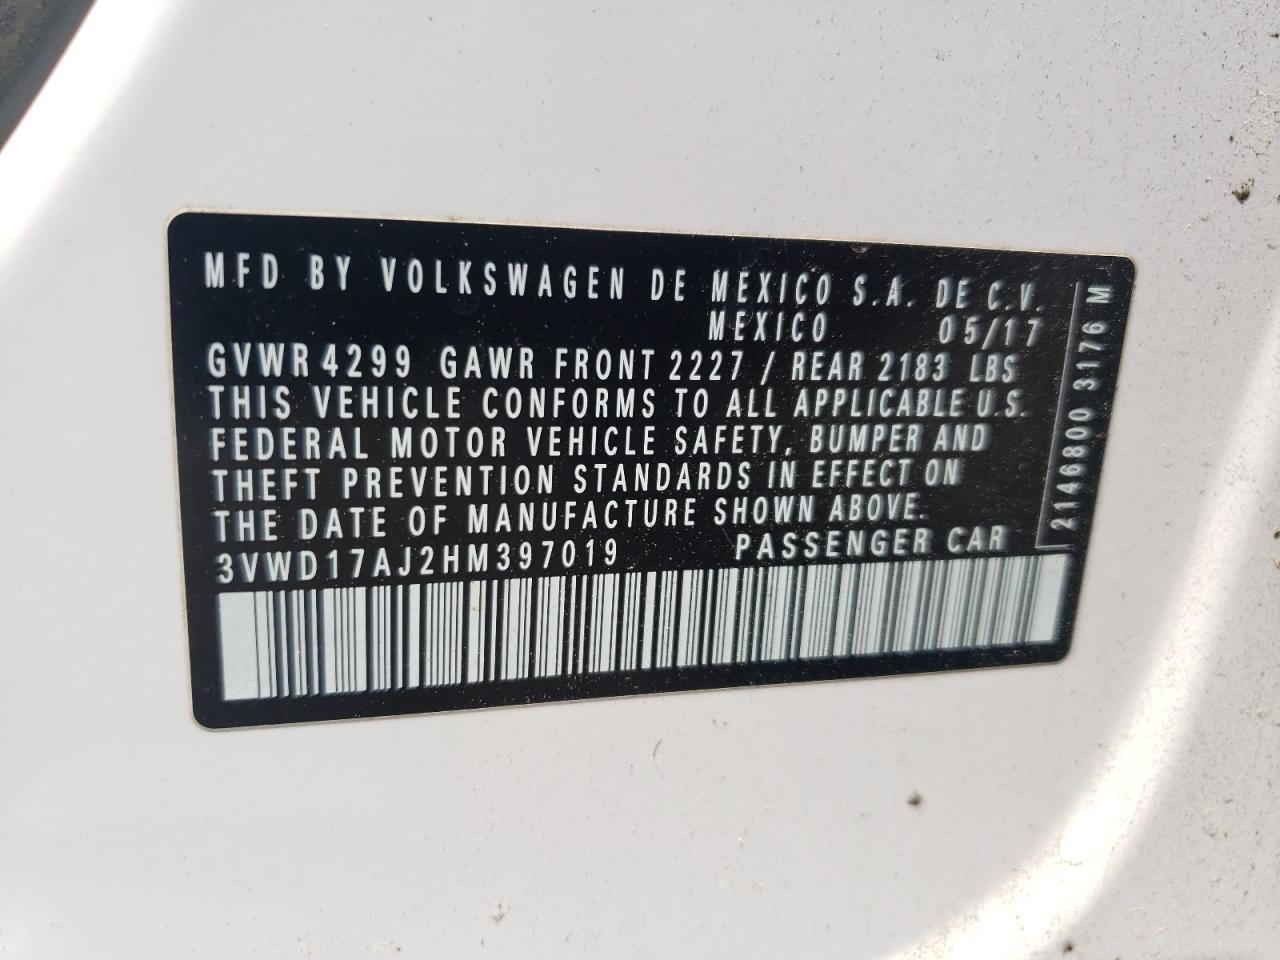 MFD BY VOLKSWAGEN DE MEXICO S.A. DE C.V.
MEXICO 05/17
GVWR 4299 GAWR FRONT 2227 / REAR 2183 LBS
THIS VEHICLE CONFORMS TO ALL APPLICABLE U.S.
FEDERAL MOTOR VEHICLE SAFETY, BUMPER AND
THEFT PREVENTION STANDARDS IN EFFECT ON
THE DATE OF MANUFACTURE SHOWN ABOVE.
3VWD17AJ2HM397019 PASSENGER CAR
2146800 3176 M